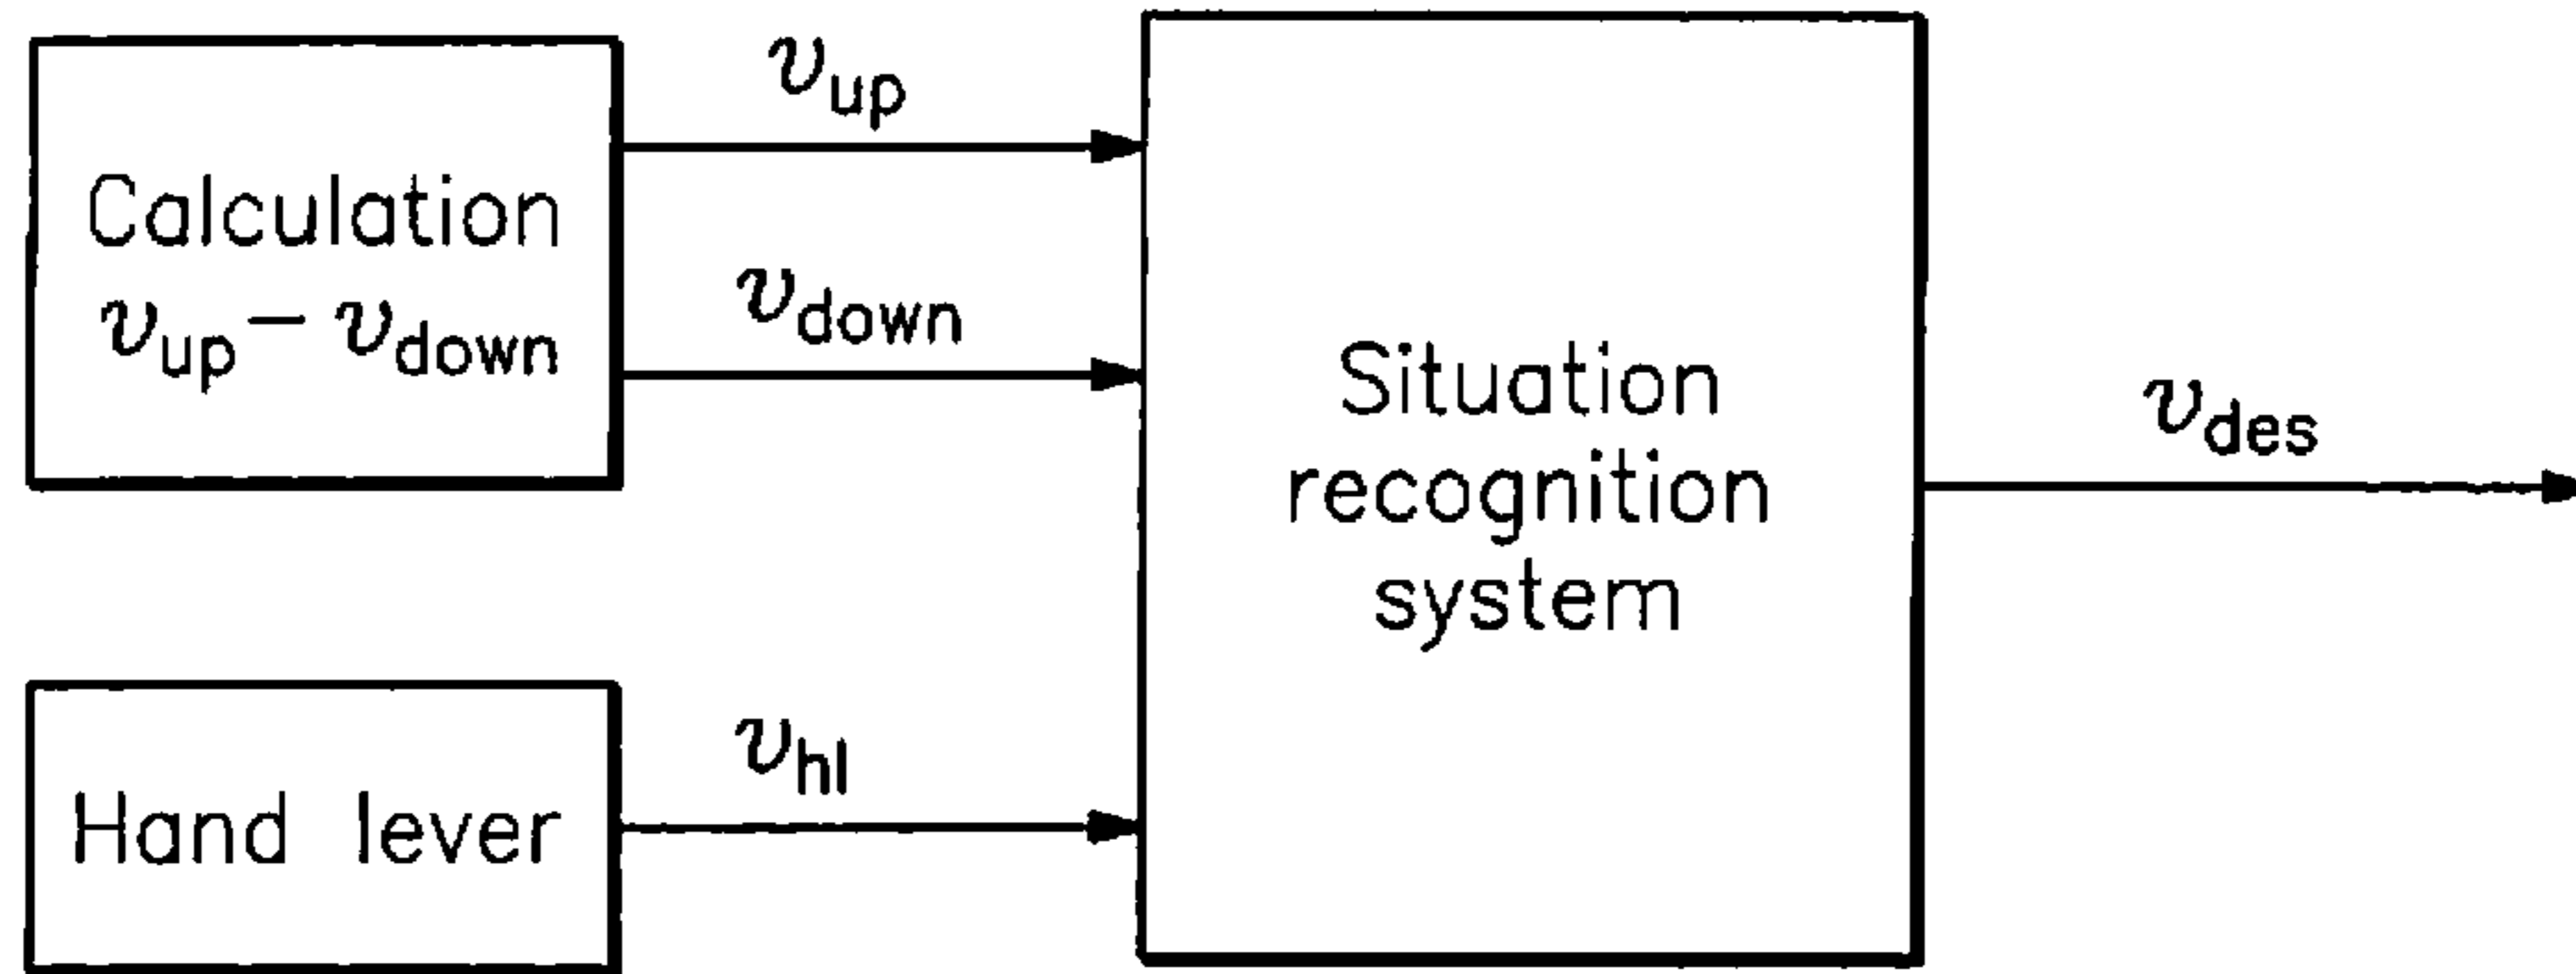 Calculation
v_up - v_down
v_up
v_down
Hand lever
v_hl
Situation
recognition
system
v_des